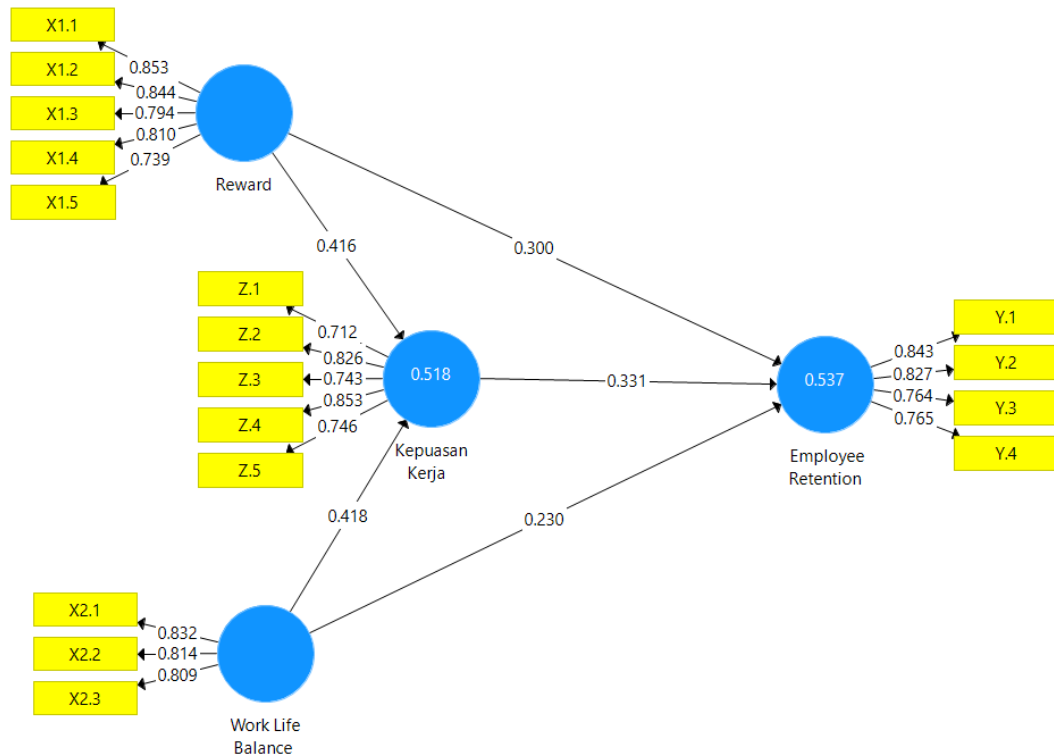 X1.1
X1.2
X1.3
X1.4
X1.5
0.853
0.844
0.794
0.810
0.739
Reward
0.416
0.300
Z.1
Z.2
Z.3
Z.4
Z.5
0.712
0.826
0.743
0.853
0.746
0.518
Kepuasan
Kerja
0.331
0.537
Employee
Retention
0.843
0.827
0.764
0.765
Y.1
Y.2
Y.3
Y.4
0.418
0.230
X2.1
X2.2
X2.3
0.832
0.814
0.809
Work Life
Balance